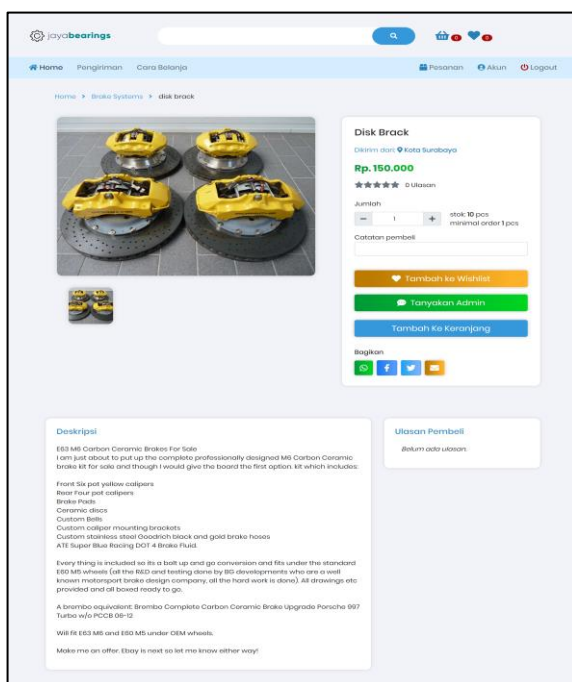 jayabearings
0
0
Home Pengiriman Cara Belanja
Pesanan Akun Logout
Home > Brake Systems > disk brack
Disk Brack
Dikirim dari: Kota Surabaya
Rp. 150.000
0 Ulasan
Jumlah
− 1 +
stok 10 pcs
minimal order 1 pcs
Catatan pembeli
Tambah ke Wishlist
Tanyakan Admin
Tambah Ke Keranjang
Bagikan
Deskripsi
E63 M6 Carbon Ceramic Brakes For Sale
I am just about to put up the complete professionally designed M6 Carbon Ceramic
brake kit for sale and though I would give the board the first option. kit which includes:
Front Six pot yellow calipers
Rear Four pot calipers
Brake Pads
Ceramic discs
Custom Bells
Custom caliper mounting brackets
Custom stainless steel Goodrich black and gold brake hoses
ATE Super Blue Racing DOT 4 Brake Fluid.
Every thing is included so its a bolt up and go conversion and fits under the standard
E60 M5 wheels (all the R&D and testing done by BG developments who are a well
known motorsport brake design company, all the hard work is done). All drawings etc
provided and all boxed ready to go.
A brembo equivalent: Brembo Complete Carbon Ceramic Brake Upgrade Porsche 997
Turbo w/o PCCB 06-12
Will fit E63 M6 and E60 M5 under OEM wheels.
Make me an offer. Ebay is next so let me know either way!
Ulasan Pembeli
Belum ada ulasan.